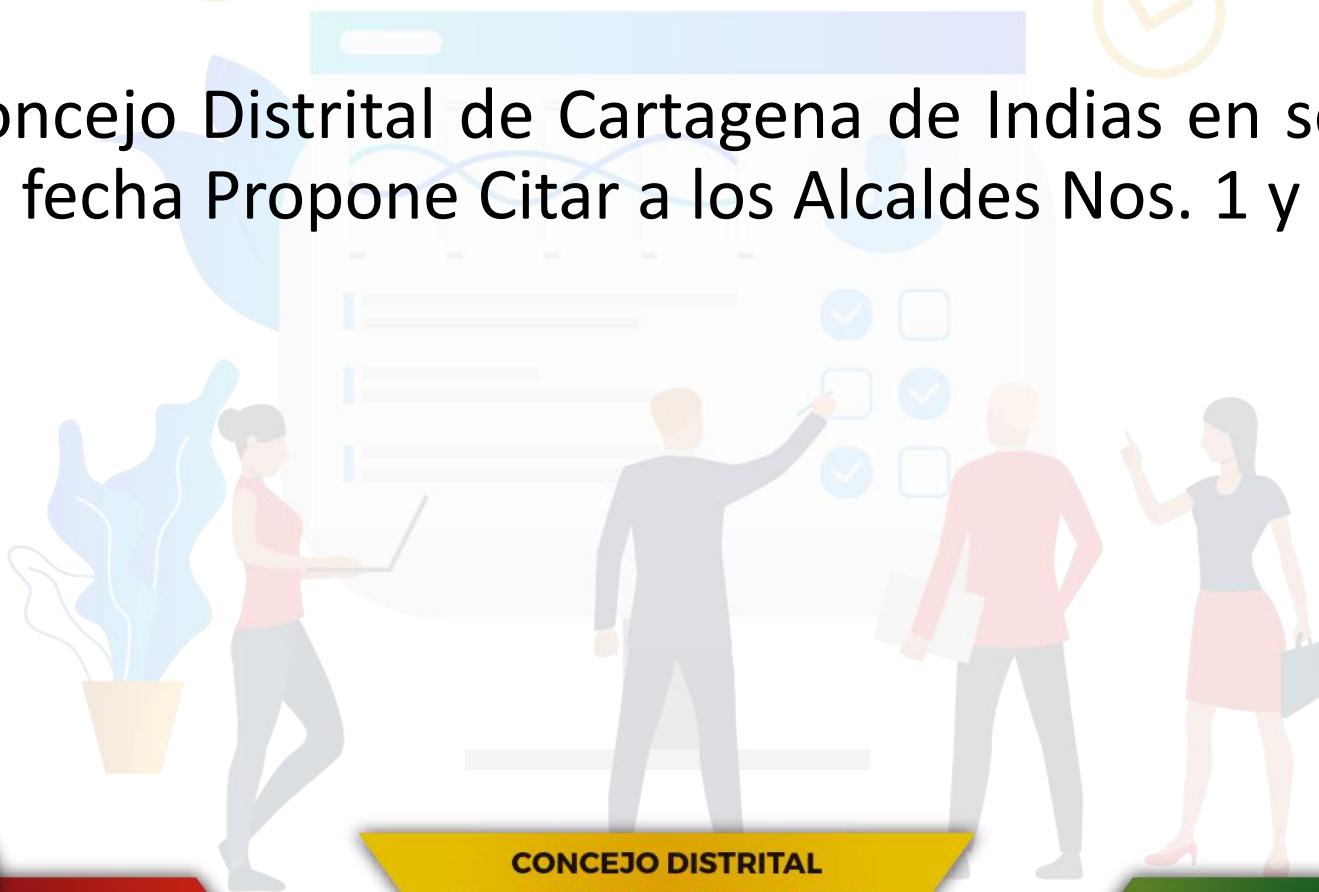 oncejo Distrital de Cartagena de Indias en se
fecha Propone Citar a los Alcaldes Nos. 1 y
CONCEJO DISTRITAL